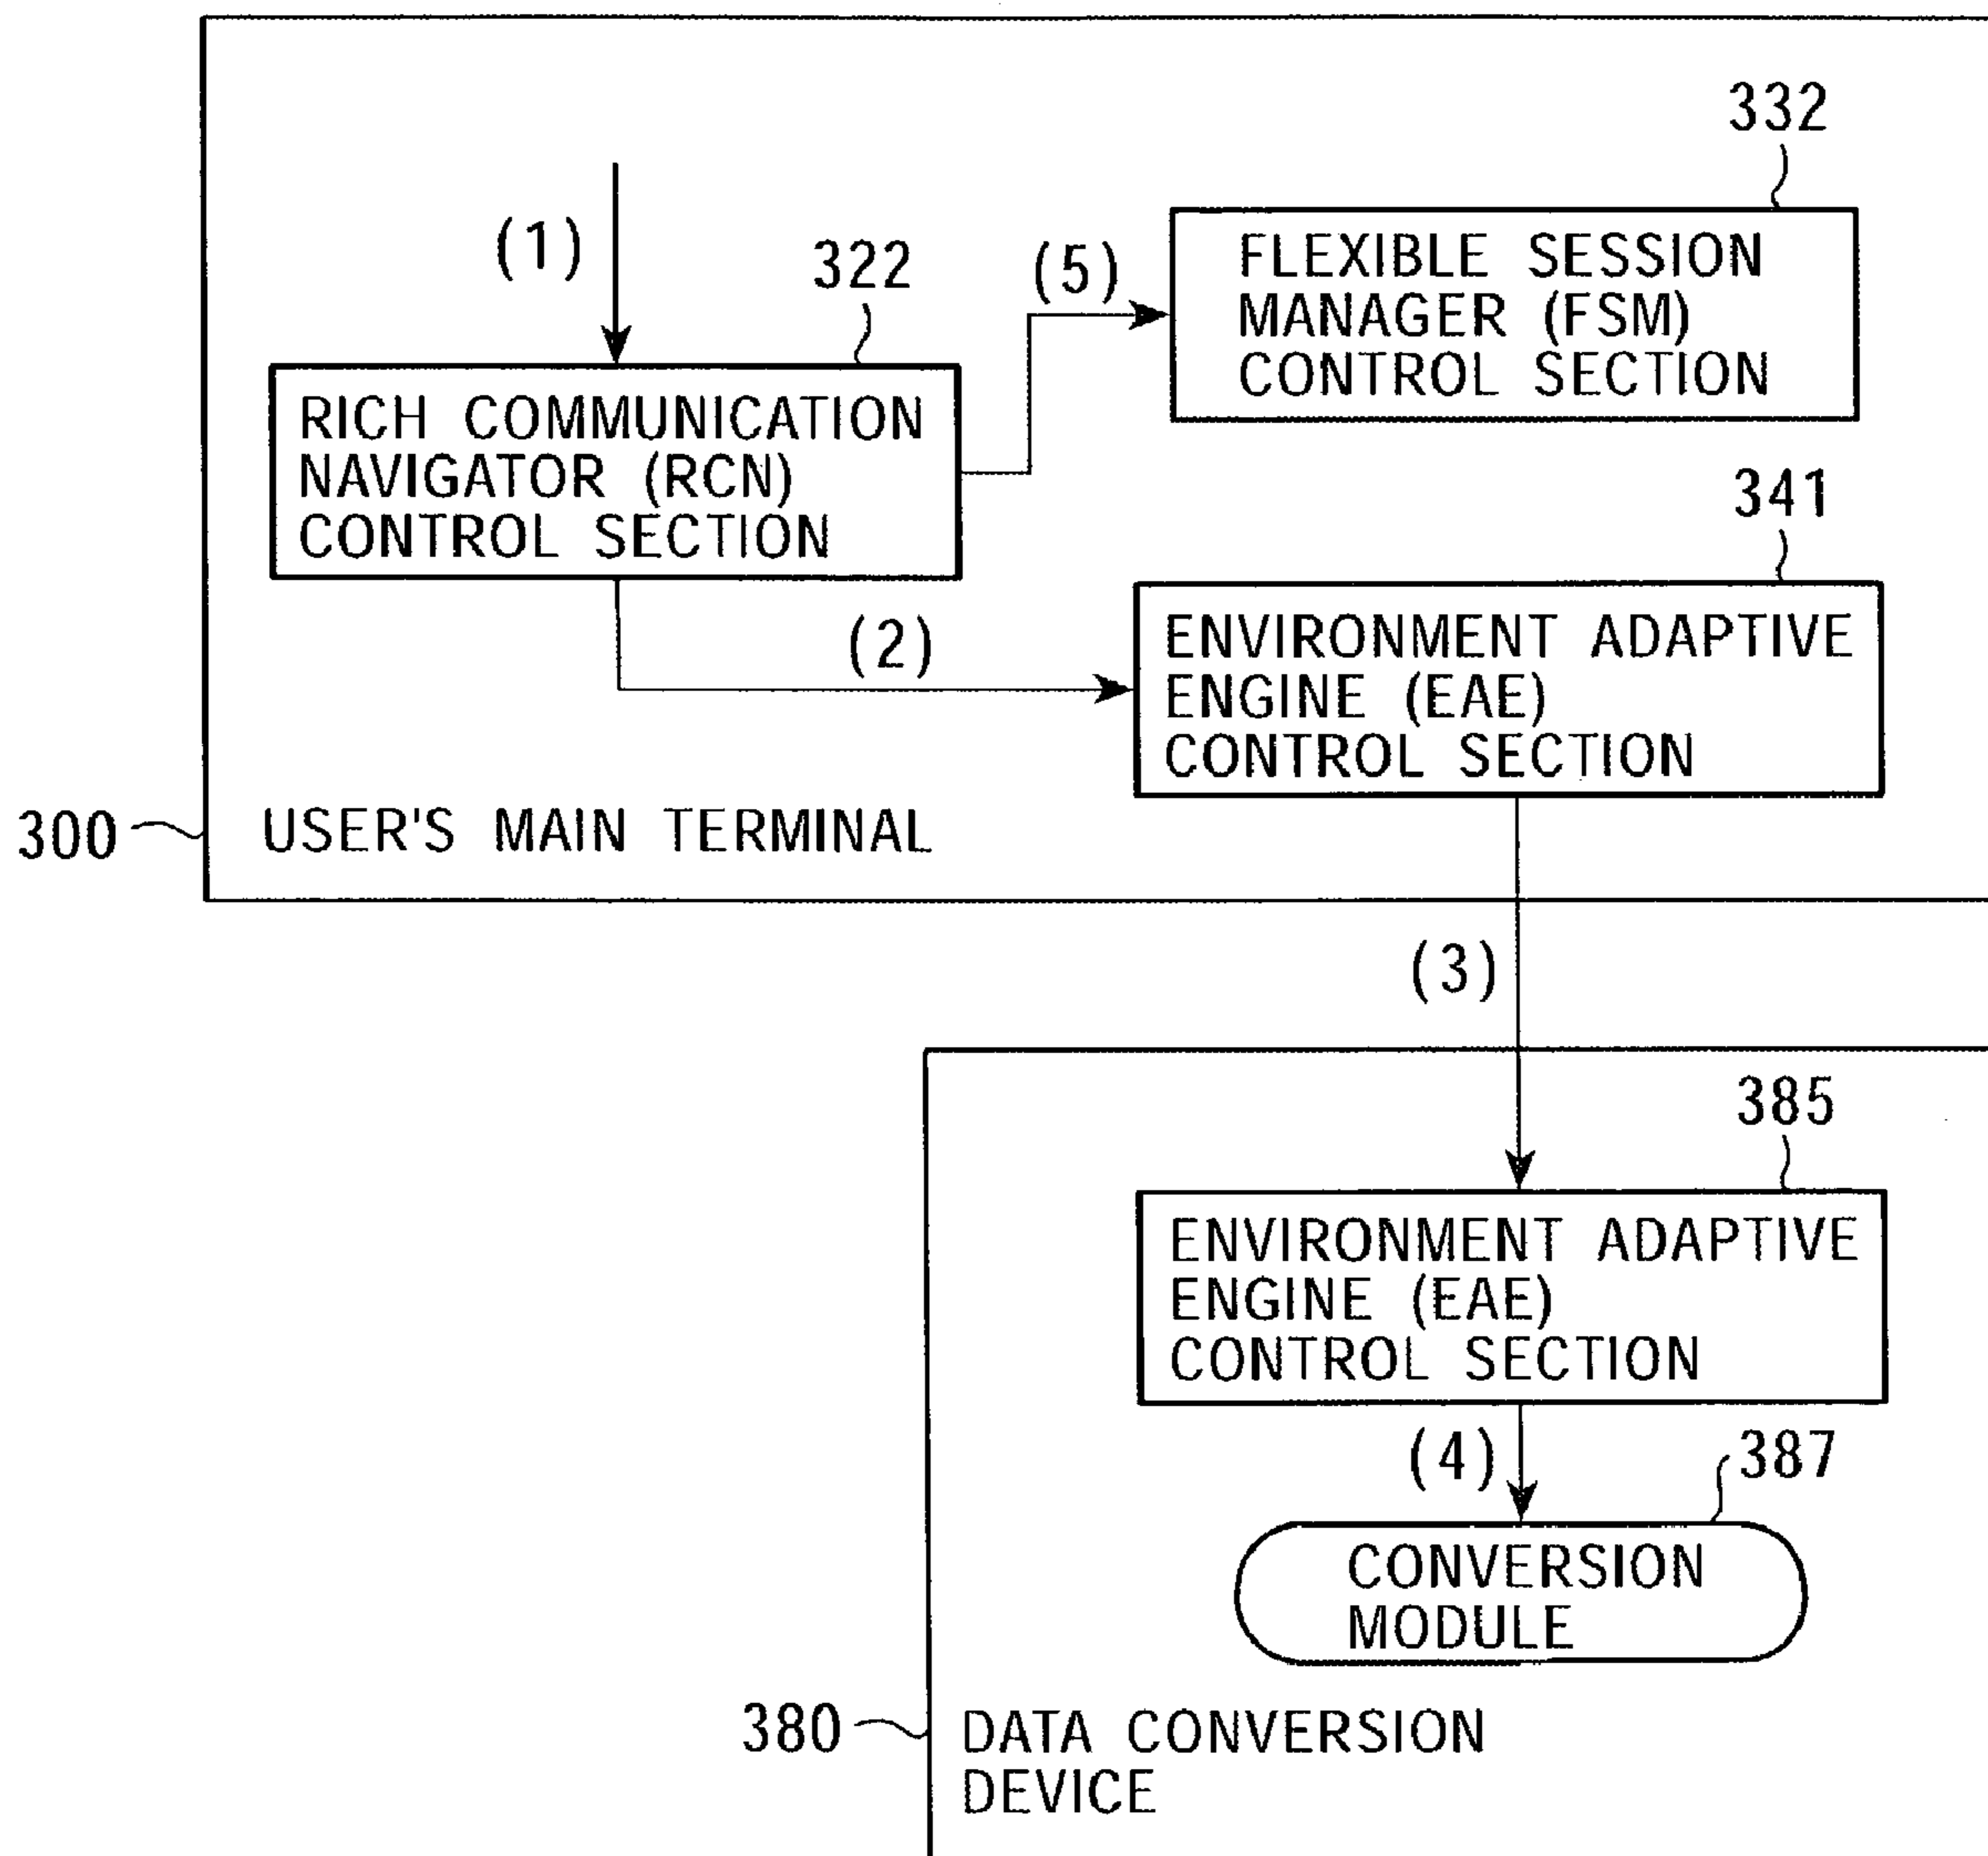 332
(1)
322
(5)
FLEXIBLE SESSION
MANAGER (FSM)
CONTROL SECTION
RICH COMMUNICATION
NAVIGATOR (RCN)
CONTROL SECTION
341
(2)
ENVIRONMENT ADAPTIVE
ENGINE (EAE)
CONTROL SECTION
300
USER'S MAIN TERMINAL
(3)
385
ENVIRONMENT ADAPTIVE
ENGINE (EAE)
CONTROL SECTION
(4)
387
CONVERSION
MODULE
380
DATA CONVERSION
DEVICE